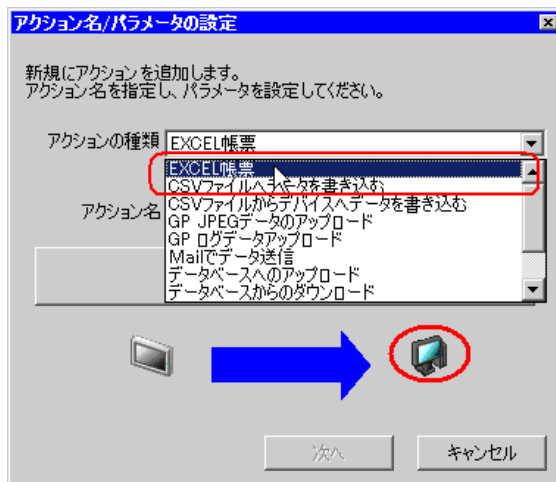 アクション名/パラメータの設定
新規にアクションを追加します。
アクション名を指定し、パラメータを設定してください。
アクションの種類 EXCEL帳票
EXCEL帳票
CSVファイルへデータを書き込む
アクション名 CSVファイルからデバイスへデータを書き込む
GP JPEGデータのアップロード
GP ログデータアップロード
Mailでデータ送信
データベースへのアップロード
データベースからのダウンロード
次へ キャンセル